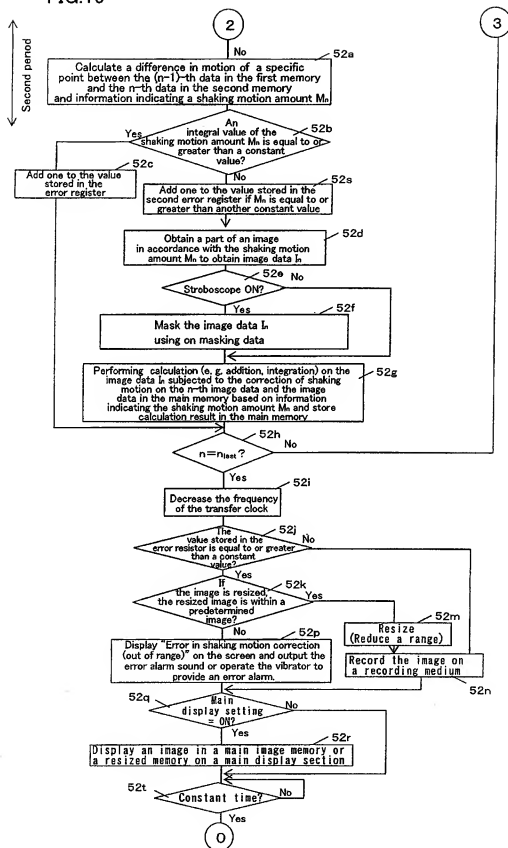 FIG.10
Second period
2
3
No
52a
Calculate a difference in motion of a specific
point between the (n-1)-th data in the first memory
and the n-th data in the second memory
and information indicating a shaking motion amount Mn
52b
An
integral value of the
shaking motion amount Mn is equal to or
greater than a constant
value?
Yes
52c
Add one to the value
stored in the
error register
No
52s
Add one to the value stored in the
second error register if Mn is equal to or
greater than another constant value
52d
Obtain a part of an image
in accordance with the shaking motion
amount Mn to obtain image data In
52e
No
Stroboscope ON?
Yes
52f
Mask the image data In
using on masking data
52g
Performing calculation (e. g. addition, integration) on the
image data In subjected to the correction of shaking
motion on the n-th image data and the image
data in the main memory based on information
indicating the shaking motion amount Mn and store
calculation result in the main memory
52h
n=nlast?
No
Yes
52i
Decrease the frequency
of the transfer clock
52j
The
value stored in the
error resistor is equal to or greater
than a constant
value?
No
Yes
52k
If
the image is resized,
the resized image is within a
predetermined
image?
Yes
52m
Resize
(Reduce a range)
No
52p
Display "Error in shaking motion correction
(out of range)" on the screen and output the
error alarm sound or operate the vibrator to
provide an error alarm.
Record the image on
a recording medium
52n
52q
Main
display setting
= ON?
No
Yes
52r
Display an image in a main image memory or
a resized memory on a main display section
52t
Constant time?
No
Yes
0